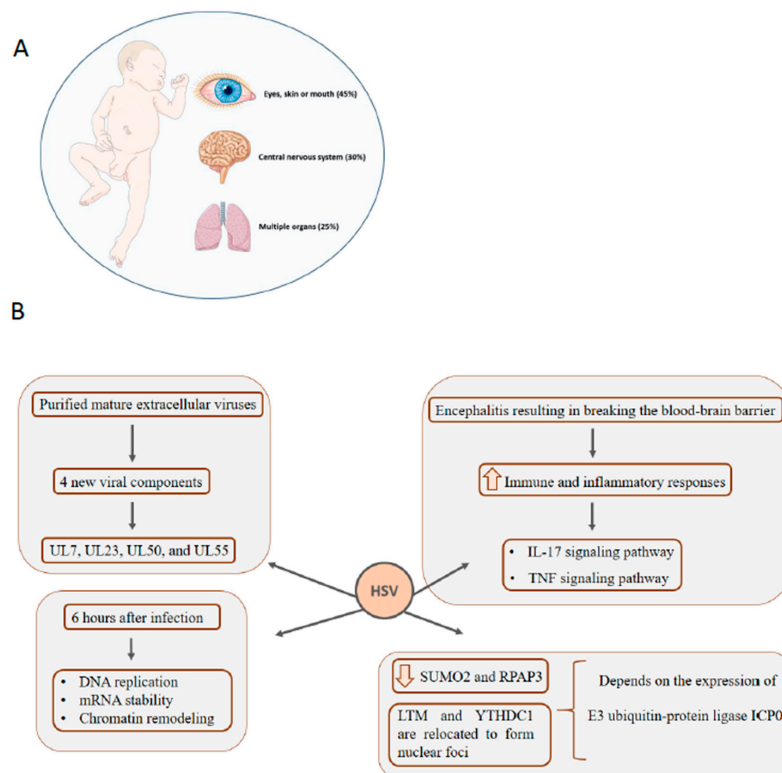 A
Eyes, skin or mouth (45%)
Central nervous system (30%)
Multiple organs (25%)
B
Purified mature extracellular viruses
4 new viral components
UL7, UL23, UL50, and UL55
Encephalitis resulting in breaking the blood-brain barrier
Immune and inflammatory responses
• IL-17 signaling pathway
• TNF signaling pathway
HSV
6 hours after infection
• DNA replication
• mRNA stability
• Chromatin remodeling
SUMO2 and RPAP3
LTM and YTHDC1
are relocated to form
nuclear foci
Depends on the expression of
E3 ubiquitin-protein ligase ICP0